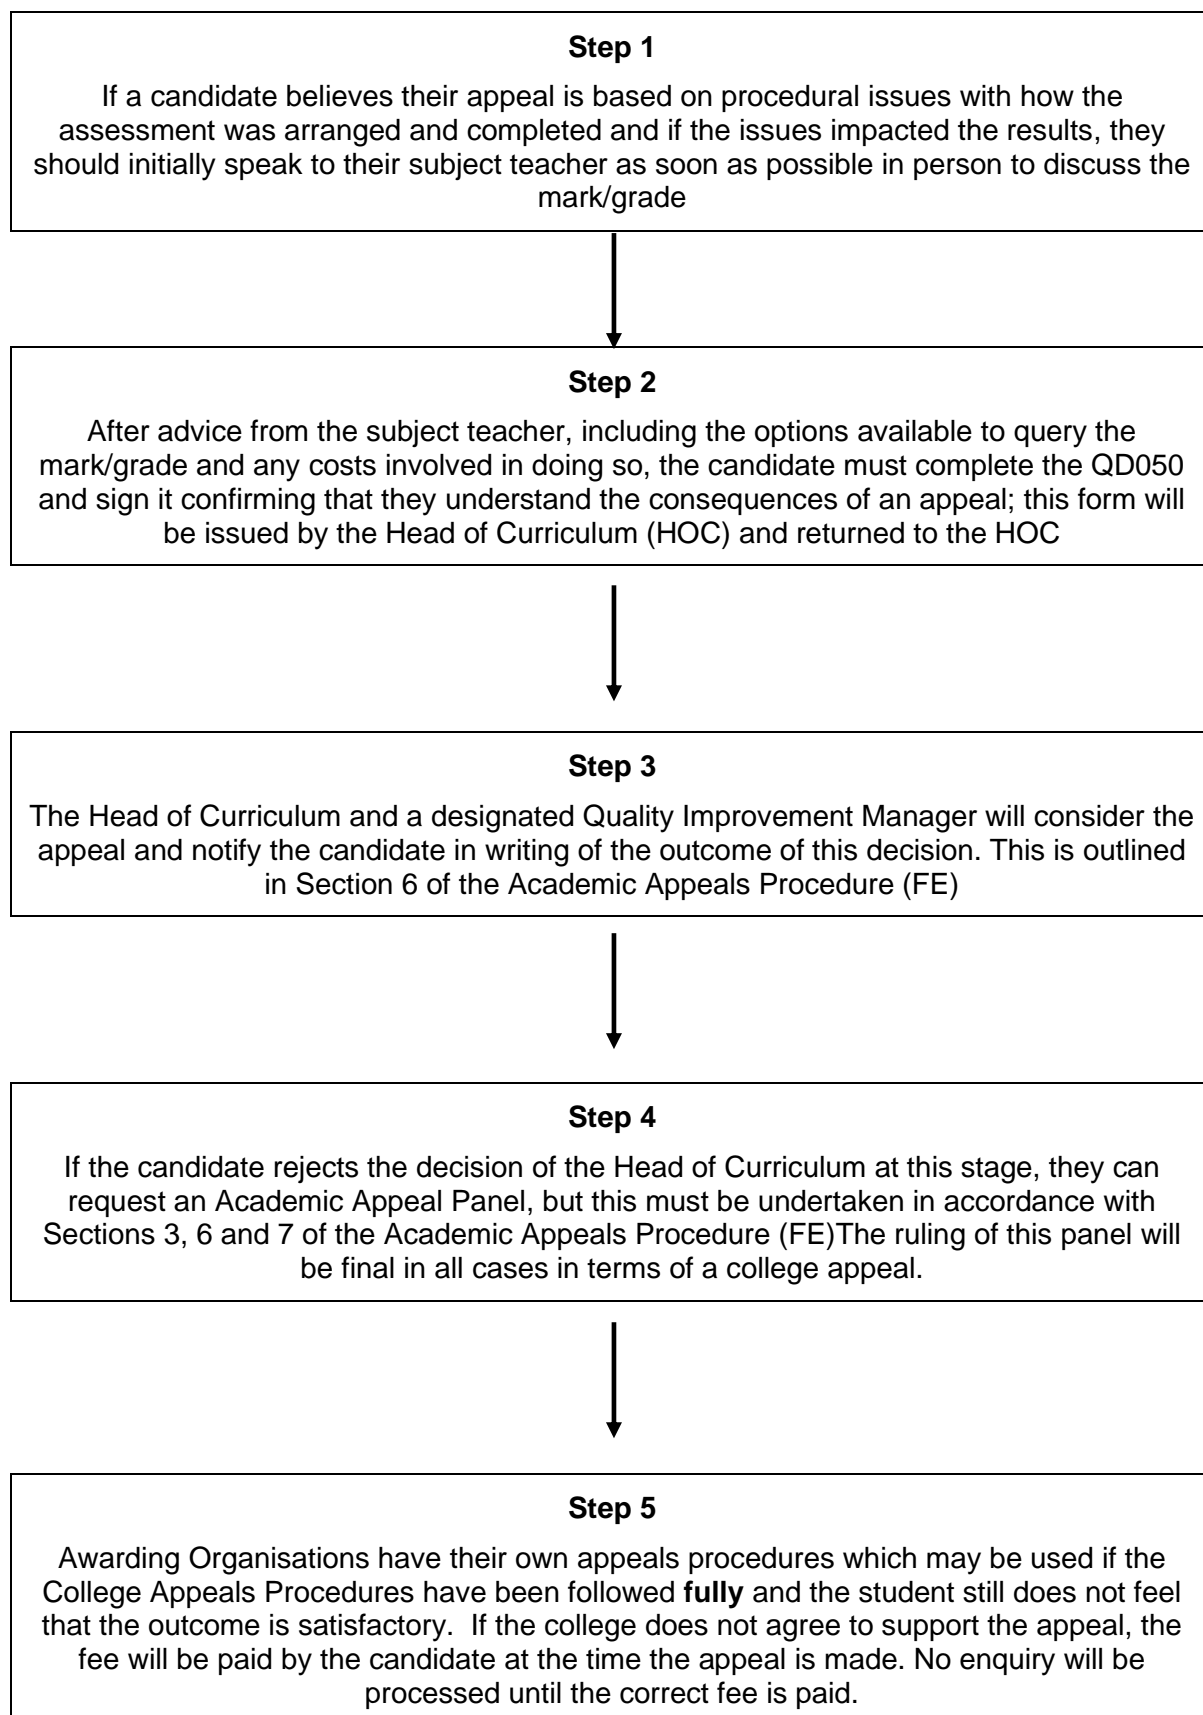 Step 1
If a candidate believes their appeal is based on procedural issues with how the
assessment was arranged and completed and if the issues impacted the results, they
should initially speak to their subject teacher as soon as possible in person to discuss the
mark/grade
Step 2
After advice from the subject teacher, including the options available to query the
mark/grade and any costs involved in doing so, the candidate must complete the QD050
and sign it confirming that they understand the consequences of an appeal; this form will
be issued by the Head of Curriculum (HOC) and returned to the HOC
Step 3
The Head of Curriculum and a designated Quality Improvement Manager will consider the
appeal and notify the candidate in writing of the outcome of this decision. This is outlined
in Section 6 of the Academic Appeals Procedure (FE)
Step 4
If the candidate rejects the decision of the Head of Curriculum at this stage, they can
request an Academic Appeal Panel, but this must be undertaken in accordance with
Sections 3, 6 and 7 of the Academic Appeals Procedure (FE)The ruling of this panel will
be final in all cases in terms of a college appeal.
Step 5
Awarding Organisations have their own appeals procedures which may be used if the
College Appeals Procedures have been followed fully and the student still does not feel
that the outcome is satisfactory.  If the college does not agree to support the appeal, the
fee will be paid by the candidate at the time the appeal is made. No enquiry will be
processed until the correct fee is paid.